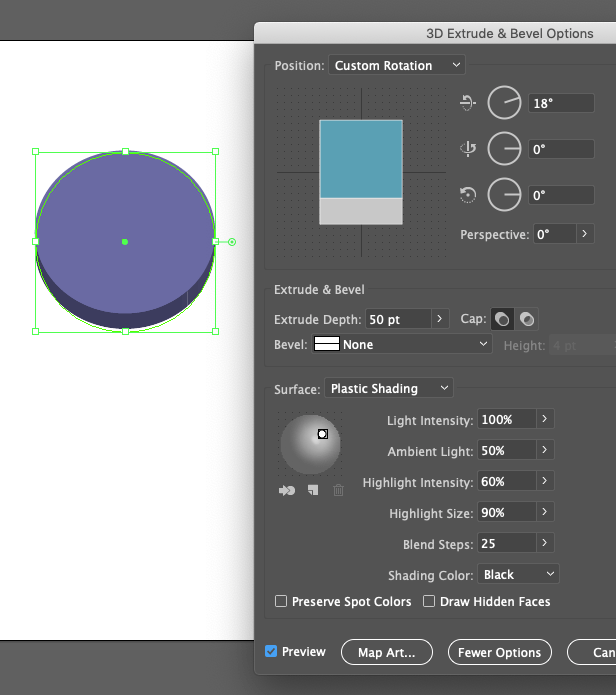 3D Extrude & Bevel Options
Position: Custom Rotation
18°
0°
0°
Perspective: 0°
Extrude & Bevel
Extrude Depth: 50 pt Cap:
Bevel: None Height: 4 pt
Surface: Plastic Shading
Light Intensity: 100%
Ambient Light: 50%
Highlight Intensity: 60%
Highlight Size: 90%
Blend Steps: 25
Shading Color: Black
Preserve Spot Colors Draw Hidden Faces
Preview Map Art... Fewer Options Can